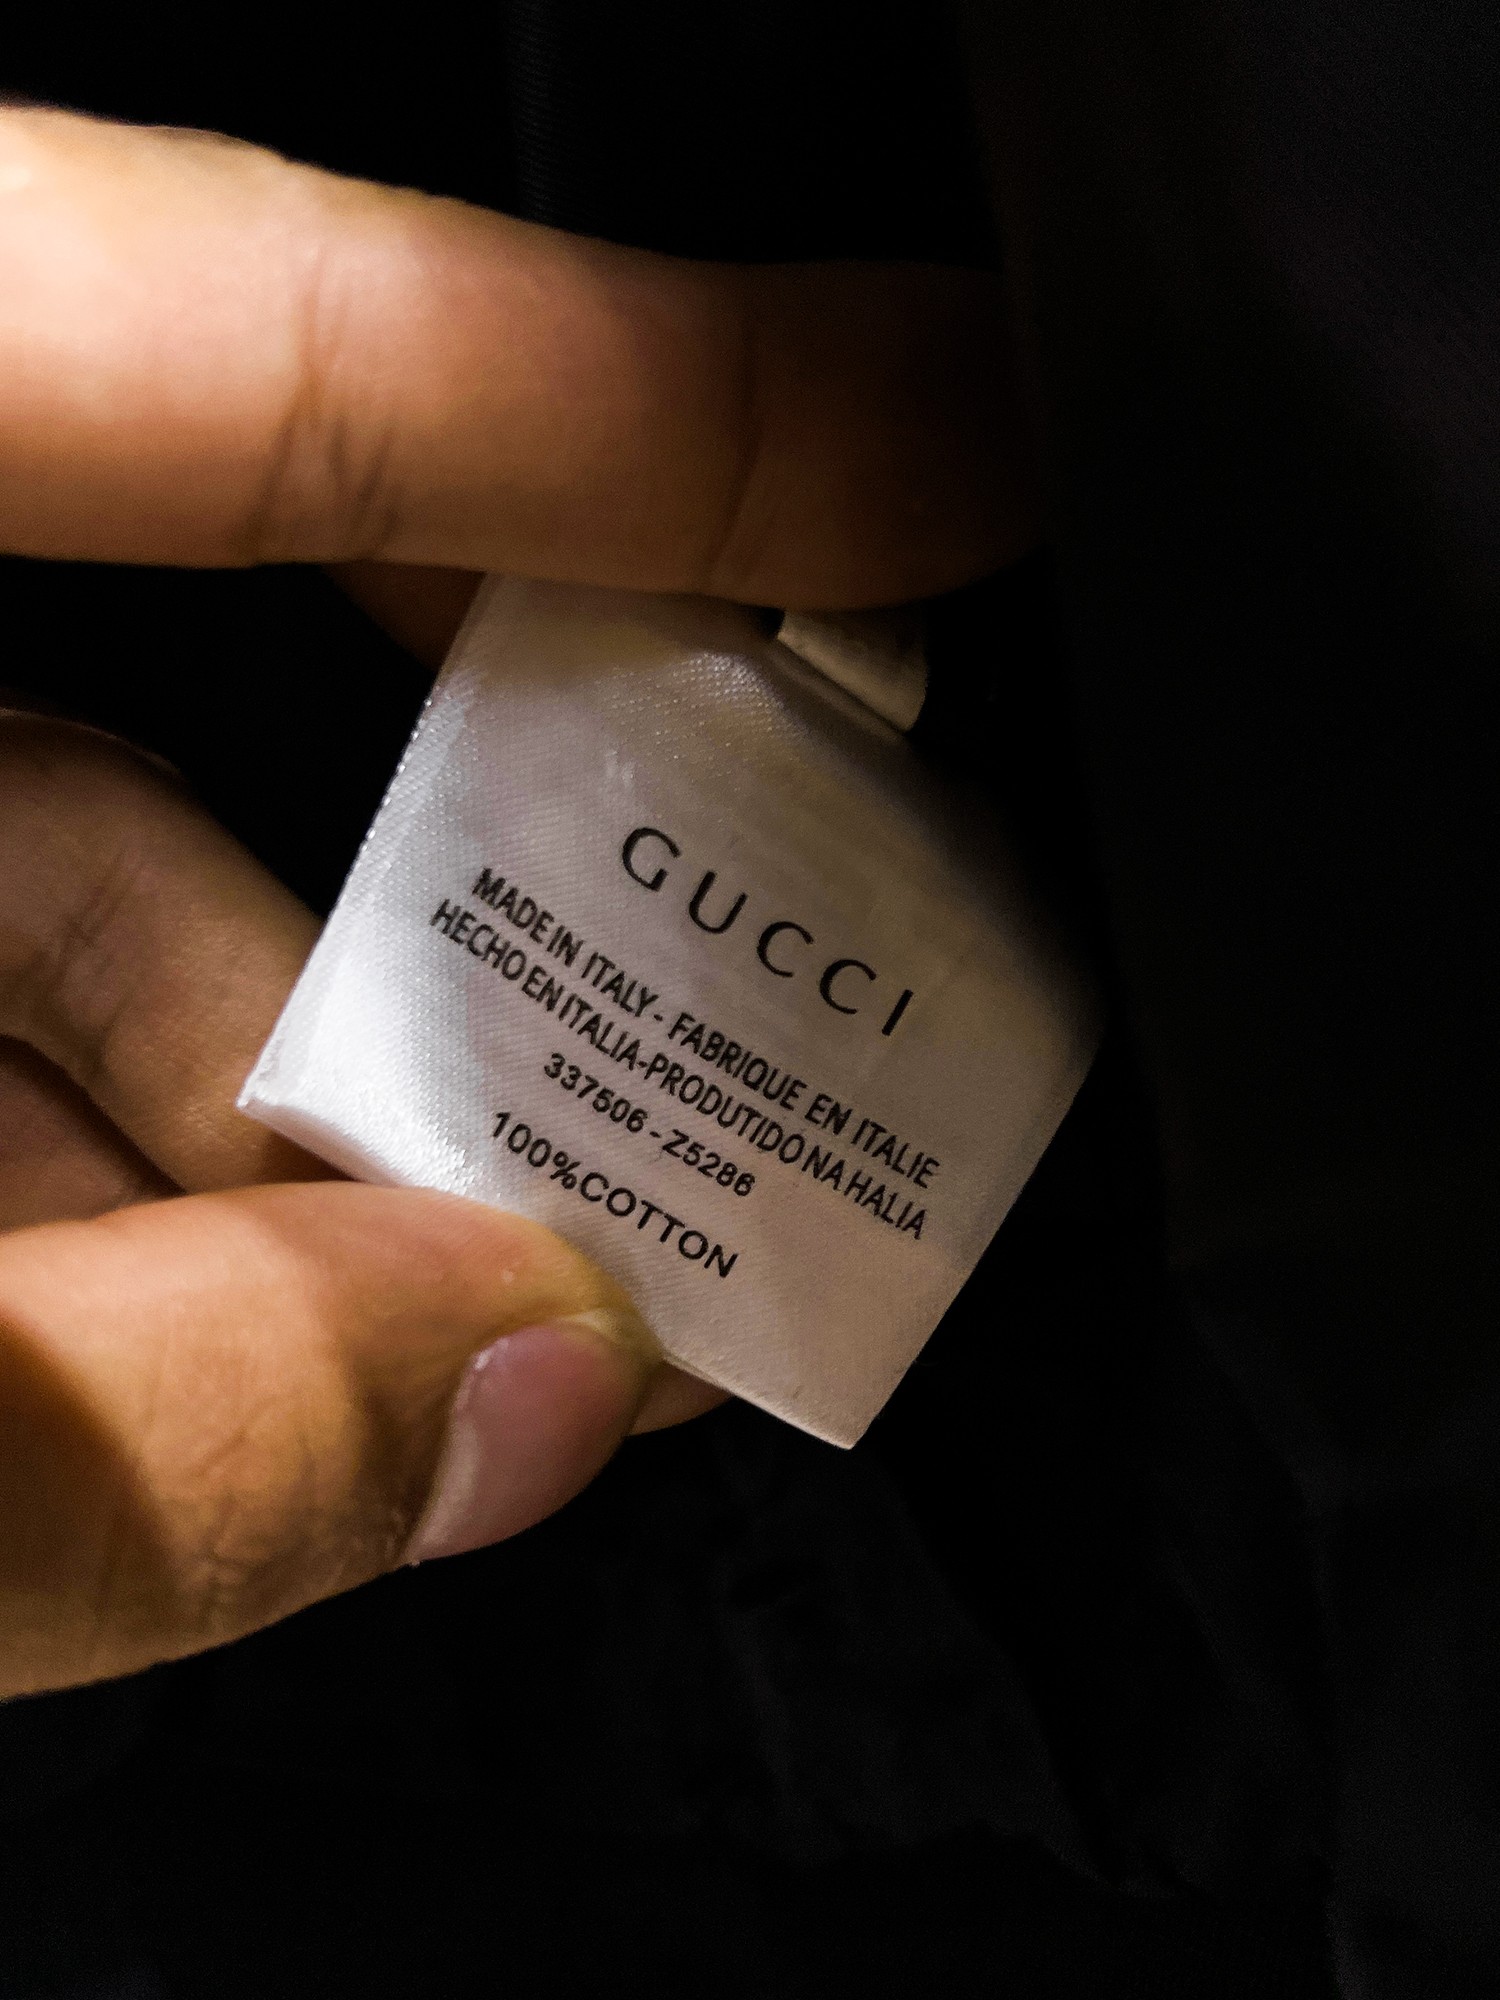 GUCCI
MADE IN ITALY - FABRIQUE EN ITALIE
HECHO EN ITALIA-PRODUTIDO NA HALIA
337506 - Z5286
100%COTTON